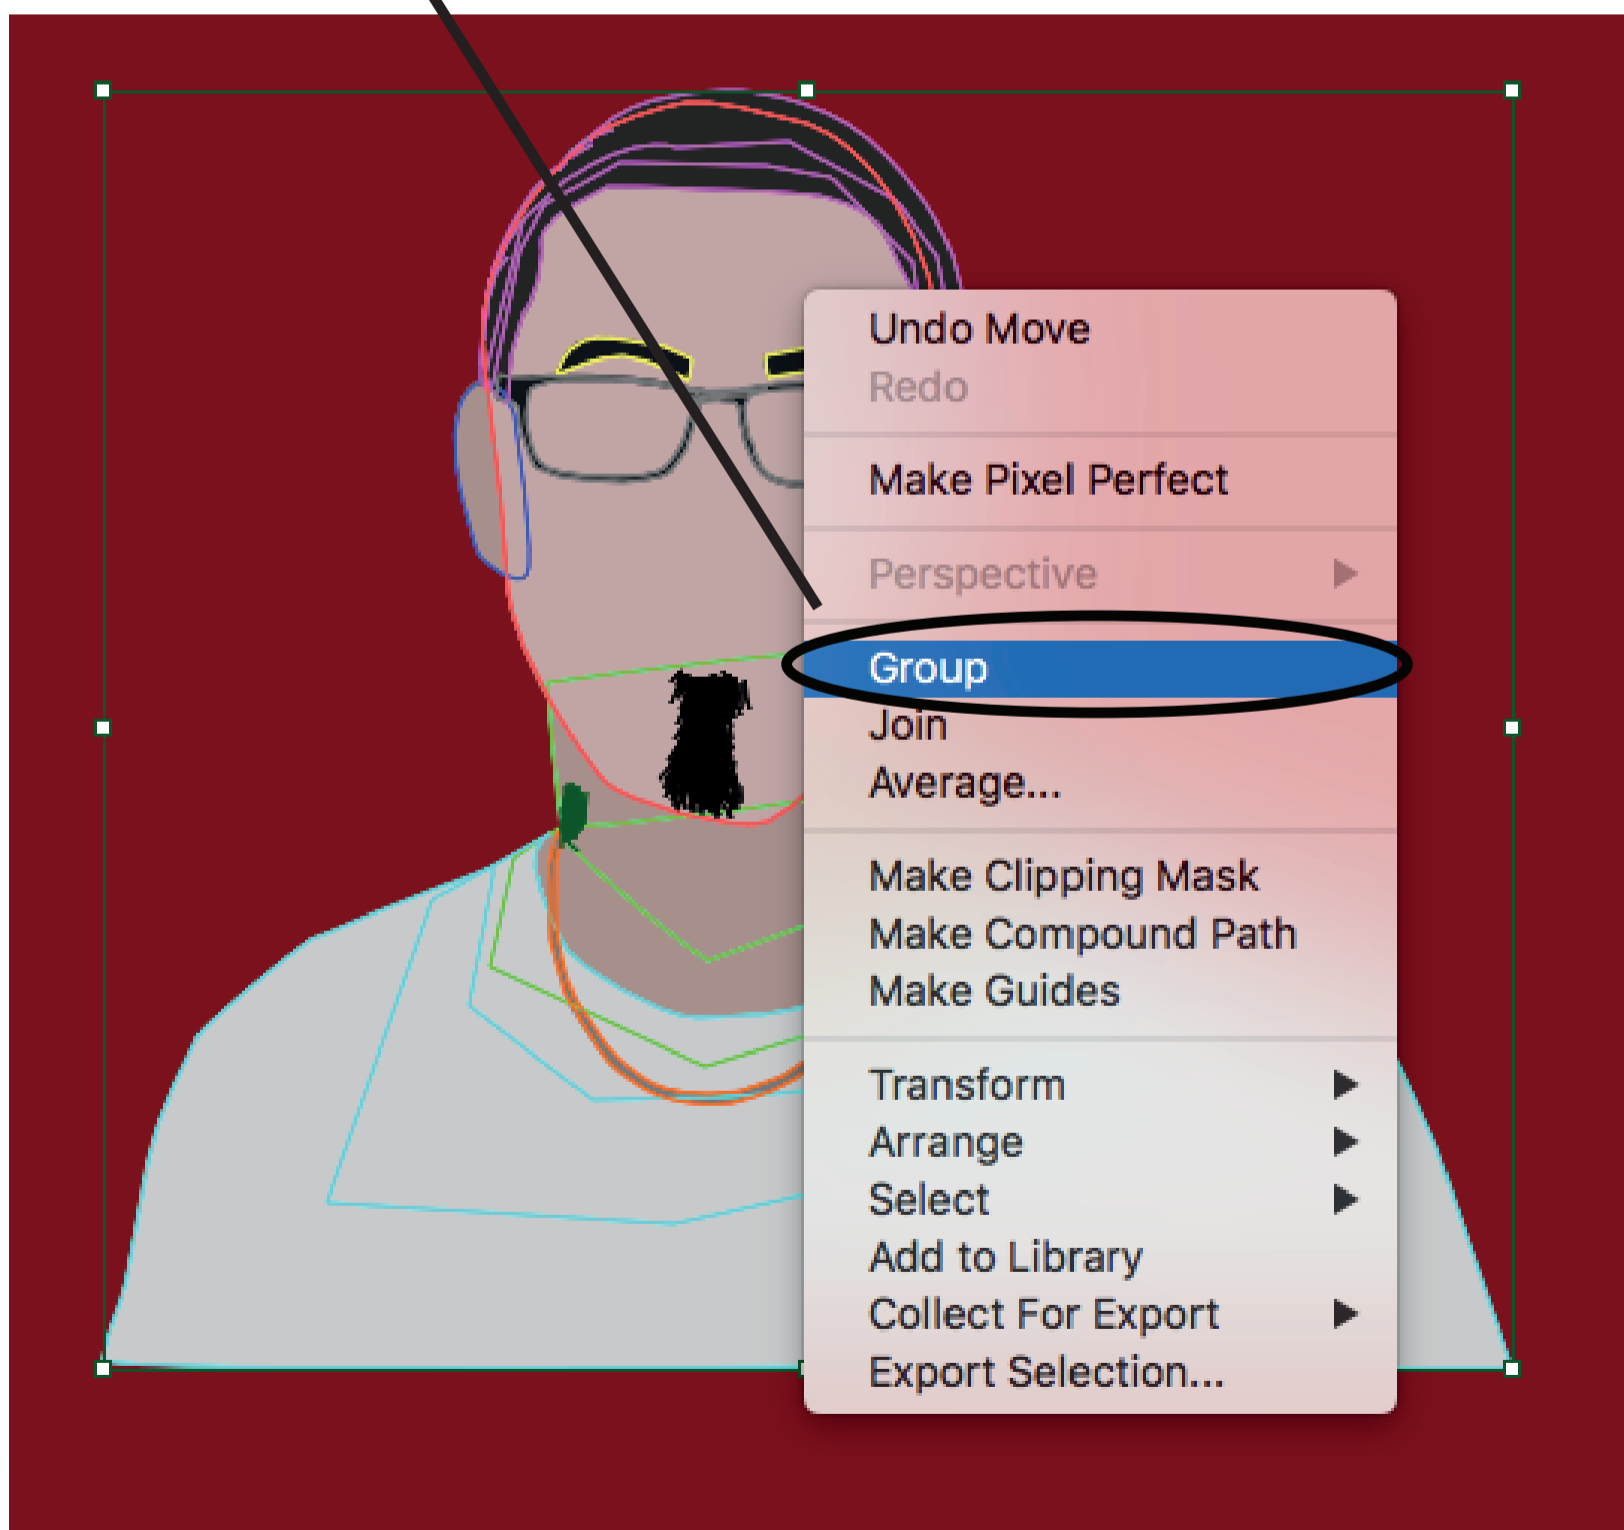 Undo Move
Redo
Make Pixel Perfect
Perspective
Group
Join
Average...
Make Clipping Mask
Make Compound Path
Make Guides
Transform
Arrange
Select
Add to Library
Collect For Export
Export Selection...